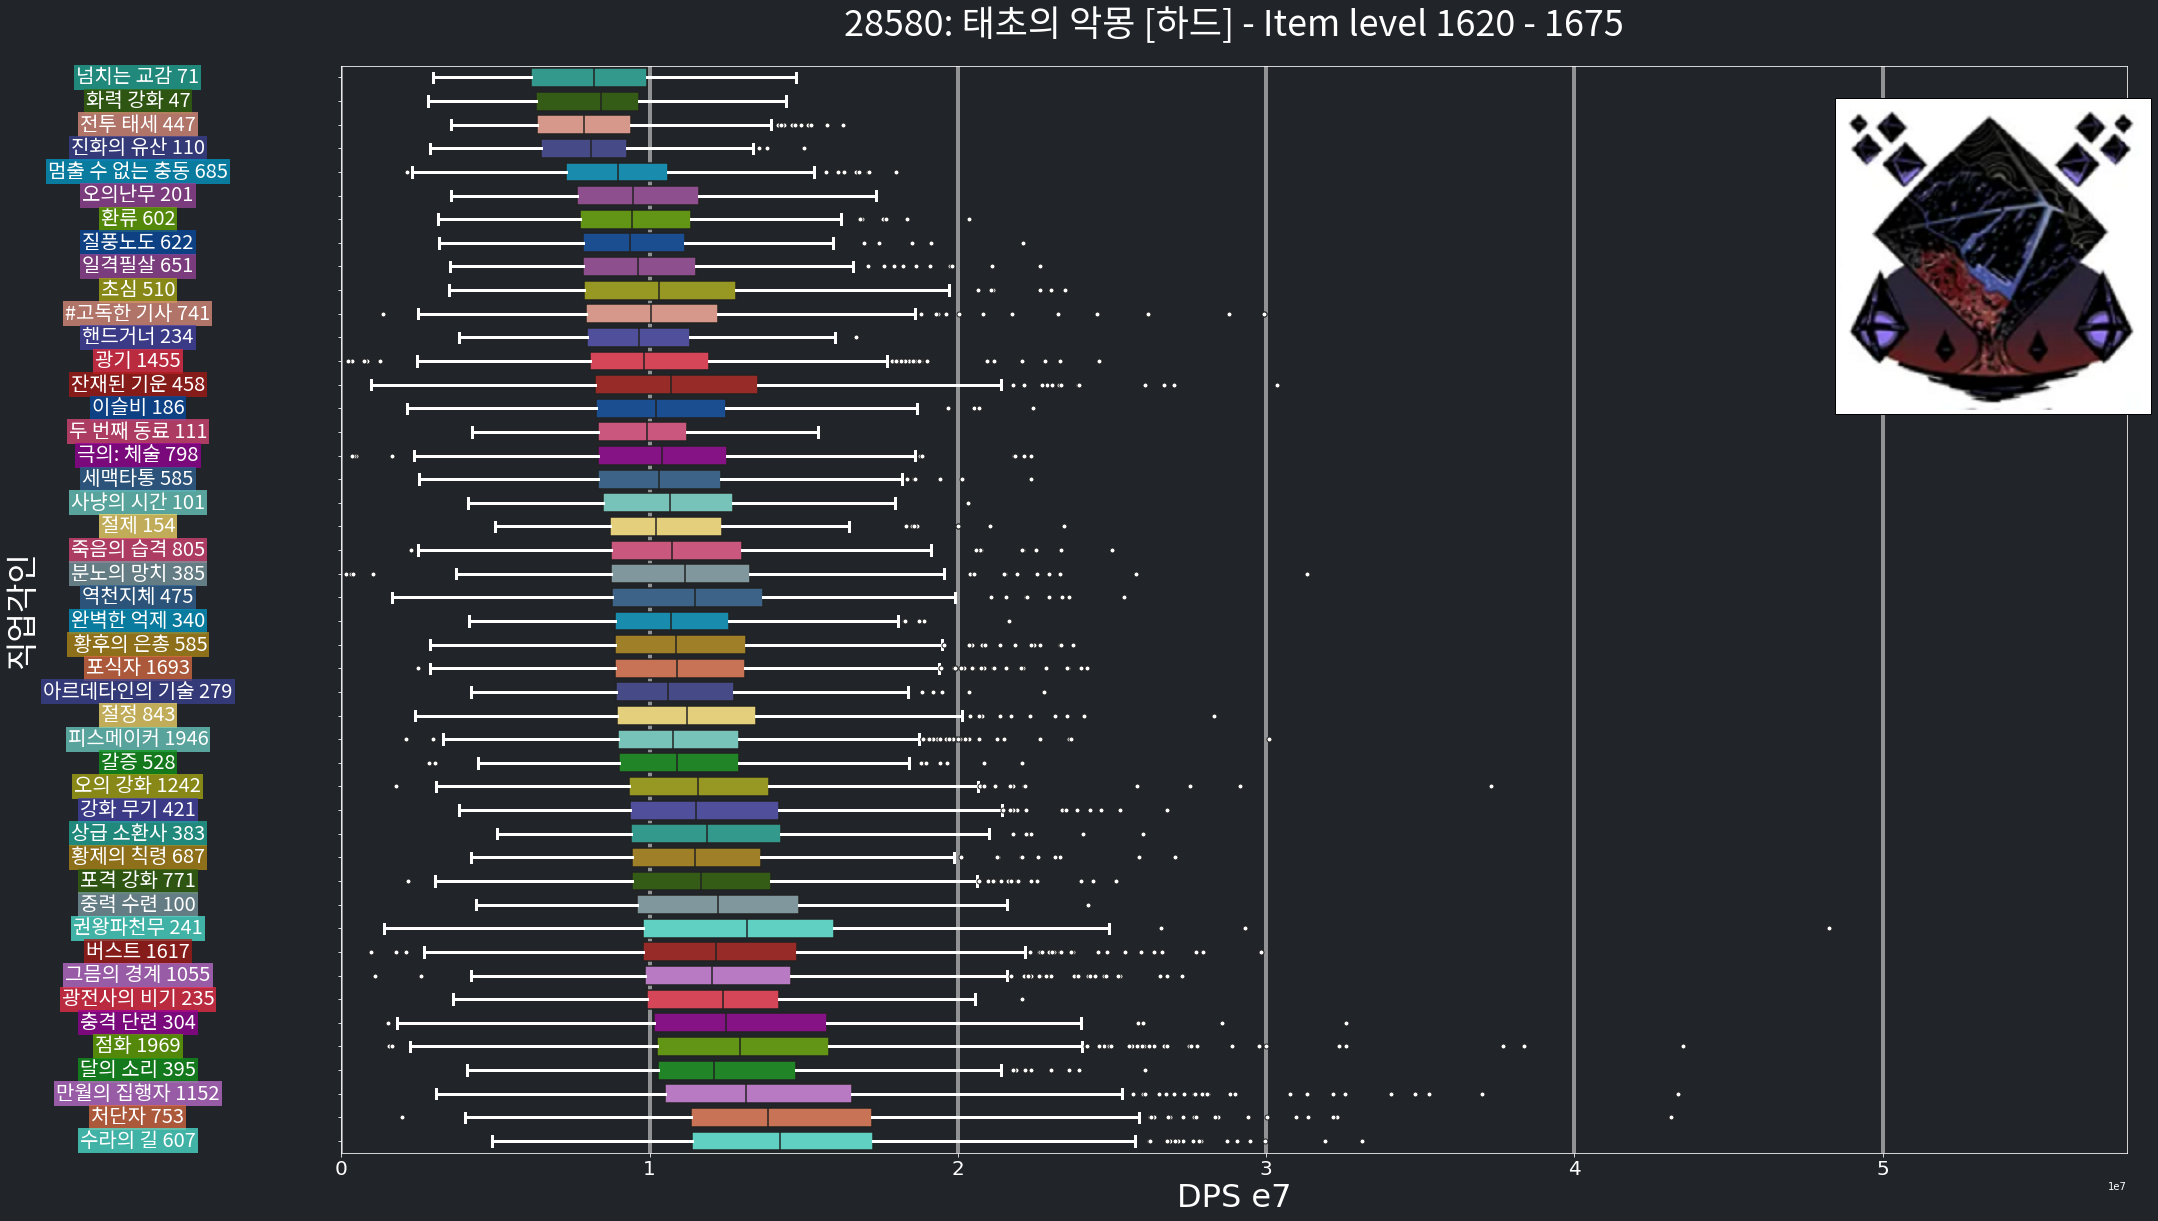 28580: 태초의 악몽 [하드] - Item level 1620 - 1675
넘치는 교감 71
화력 강화 47
전투 태세 447
진화의 유산 110
멈출 수 없는 충동 685
오의난무 201
환류 602
질풍노도 622
일격필살 651
초심 510
#고독한 기사 741
핸드거너 234
광기 1455
잔재된 기운 458
이슬비 186
두 번째 동료 111
극의: 체술 798
세맥타통 585
사냥의 시간 101
절제 154
죽음의 습격 805
분노의 망치 385
역천지체 475
완벽한 억제 340
황후의 은총 585
포식자 1693
아르데타인의 기술 279
절정 843
피스메이커 1946
갈증 528
오의 강화 1242
강화 무기 421
상급 소환사 383
황제의 칙령 687
포격 강화 771
중력 수련 100
권왕파천무 241
버스트 1617
그믐의 경계 1055
광전사의 비기 235
충격 단련 304
점화 1969
달의 소리 395
만월의 집행자 1152
처단자 753
수라의 길 607
직업각인
0 1 2 3 4 5
DPS e7
1e7